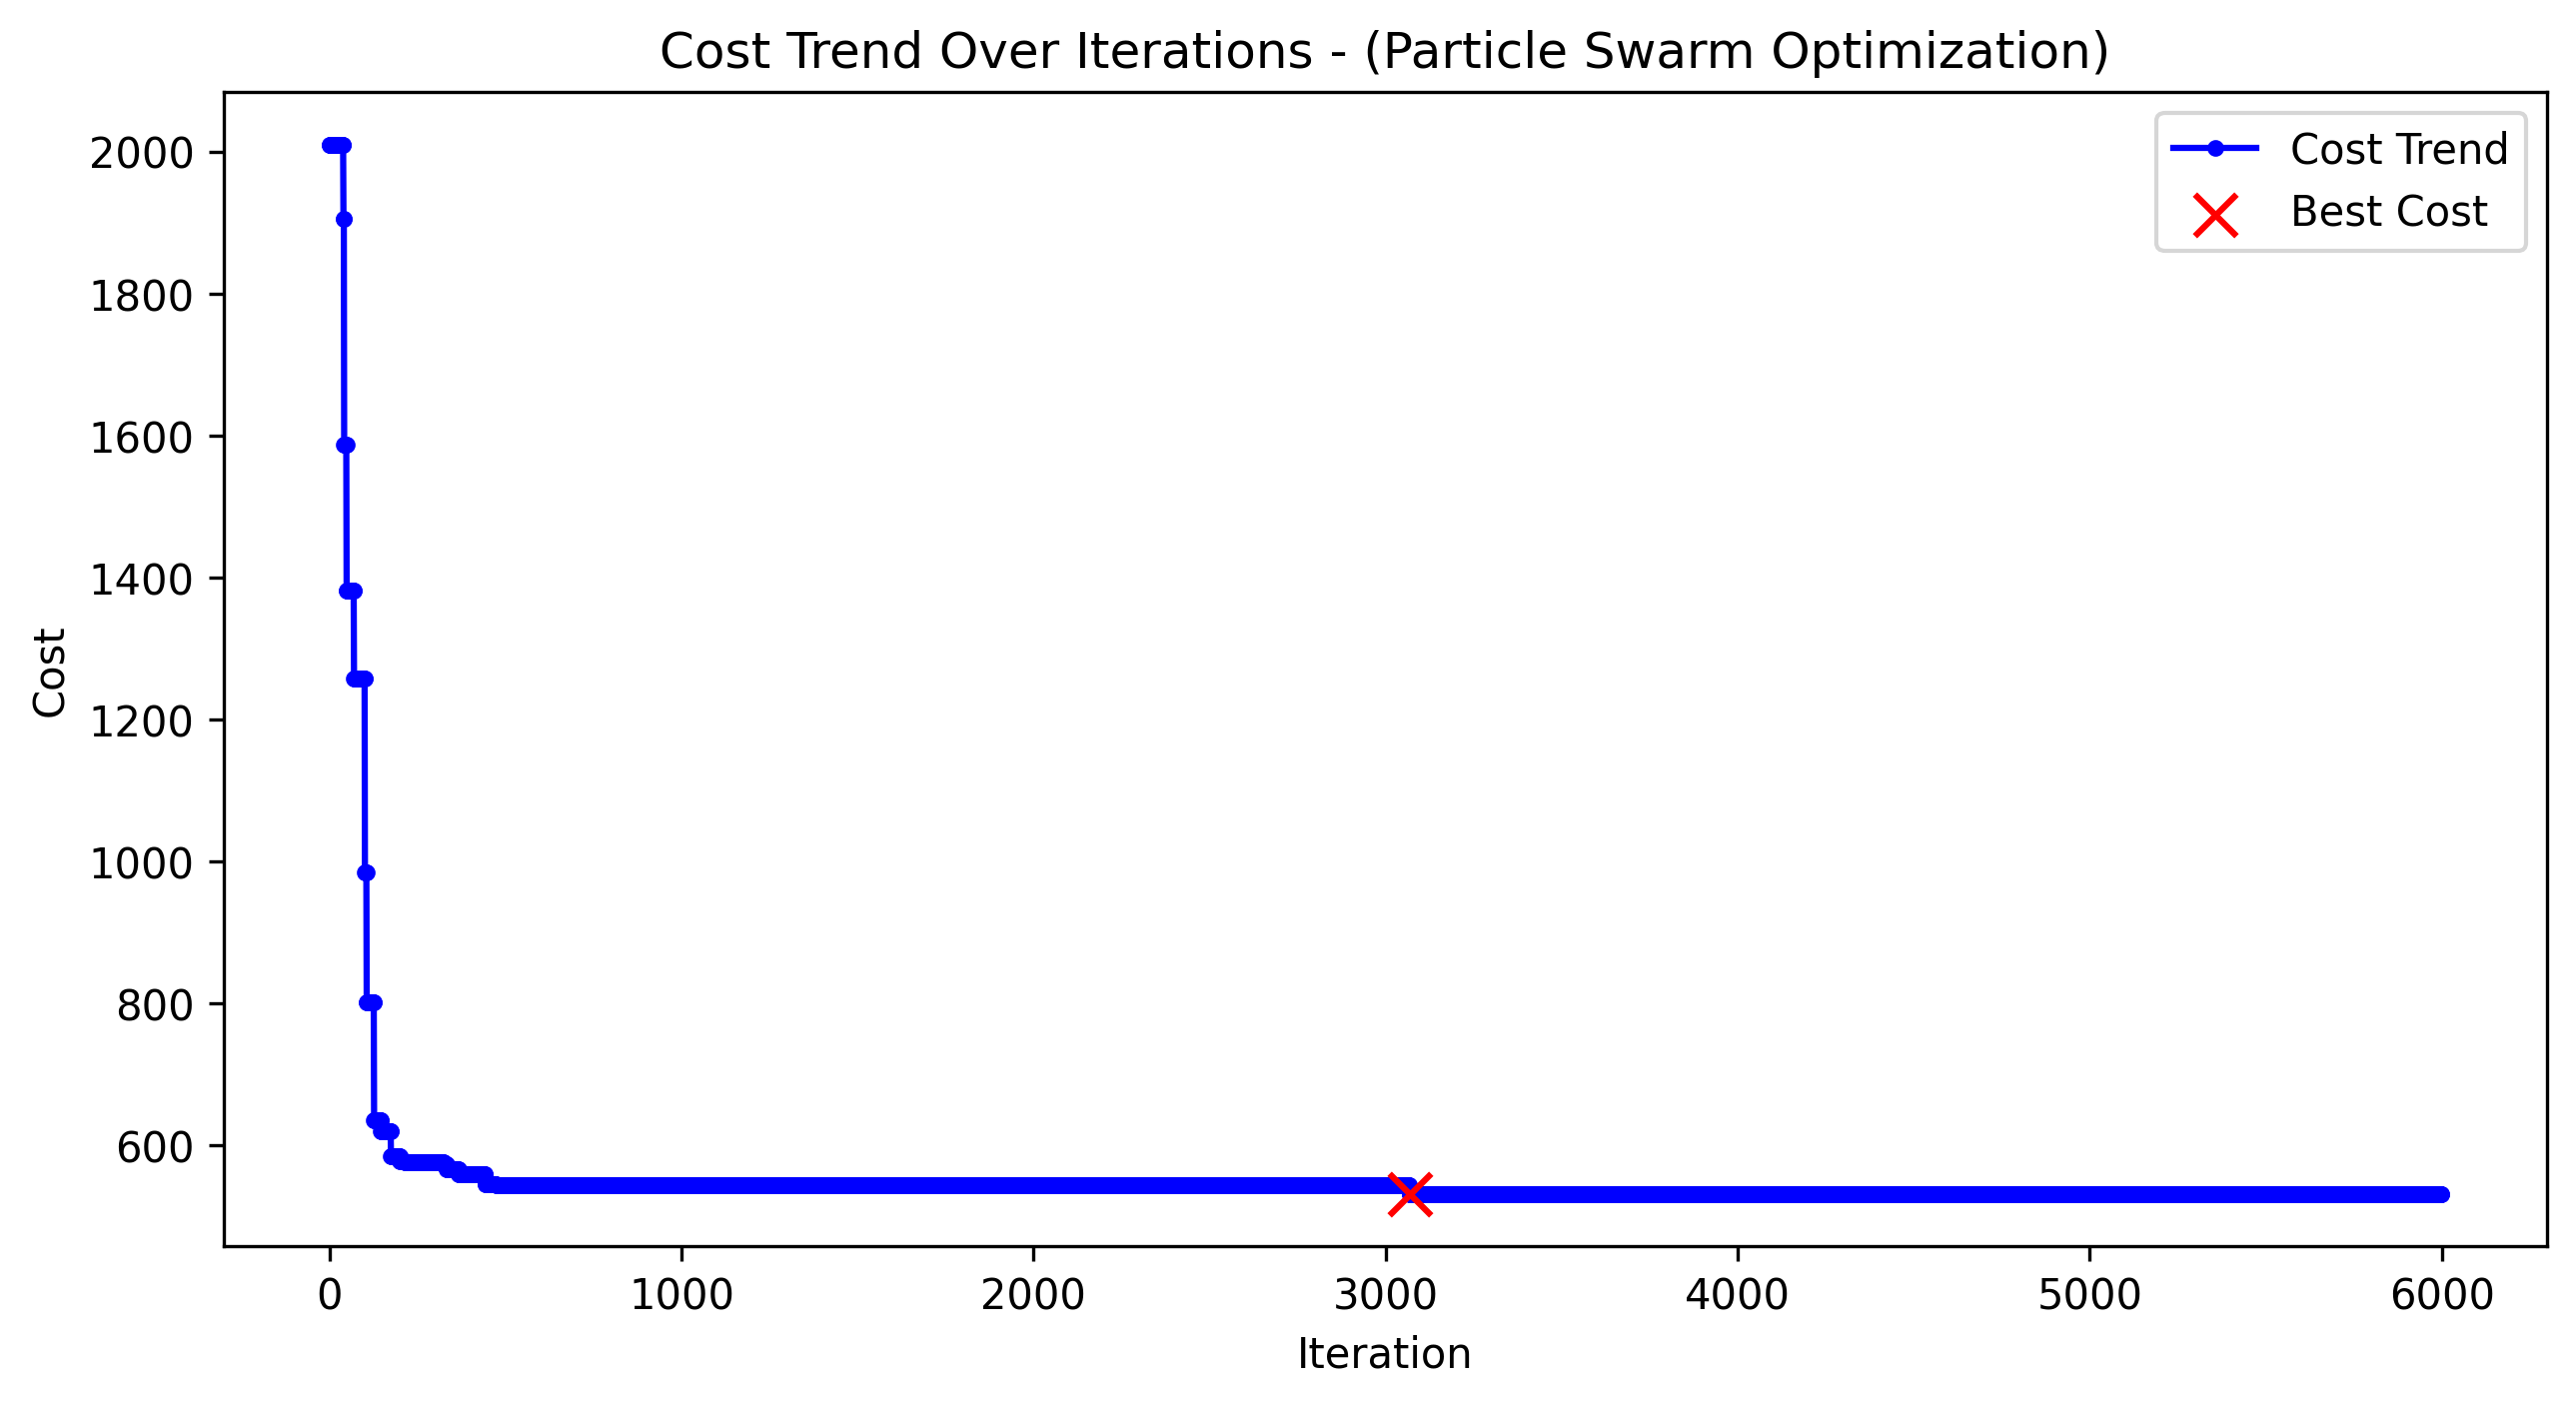 Cost Trend Over Iterations - (Particle Swarm Optimization)
Cost Trend
Best Cost
2000
1800
1600
1400
1200
1000
800
600
Cost
0 1000 2000 3000 4000 5000 6000
Iteration